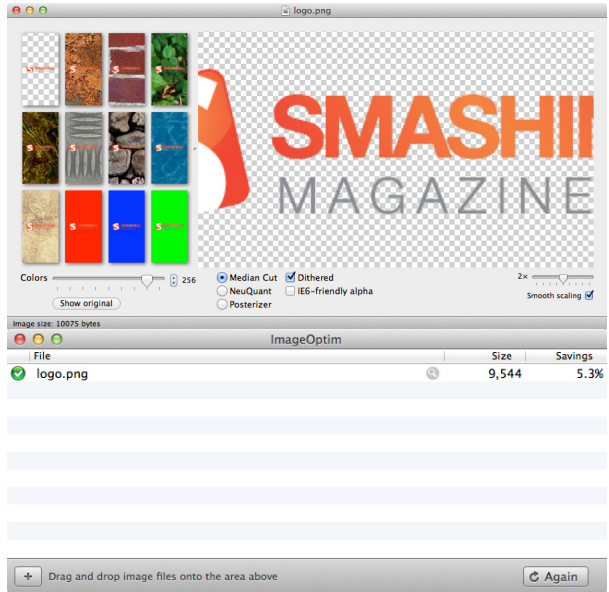 logo.png
SMASHIN
MAGAZINE
Colors
256
Show original
Median Cut
NeuQuant
Posterizer
Dithered
IE6-friendly alpha
2×
Smooth scaling
Image size: 10075 bytes
ImageOptim
File Size Savings
logo.png 9,544 5.3%
+ Drag and drop image files onto the area above
Again